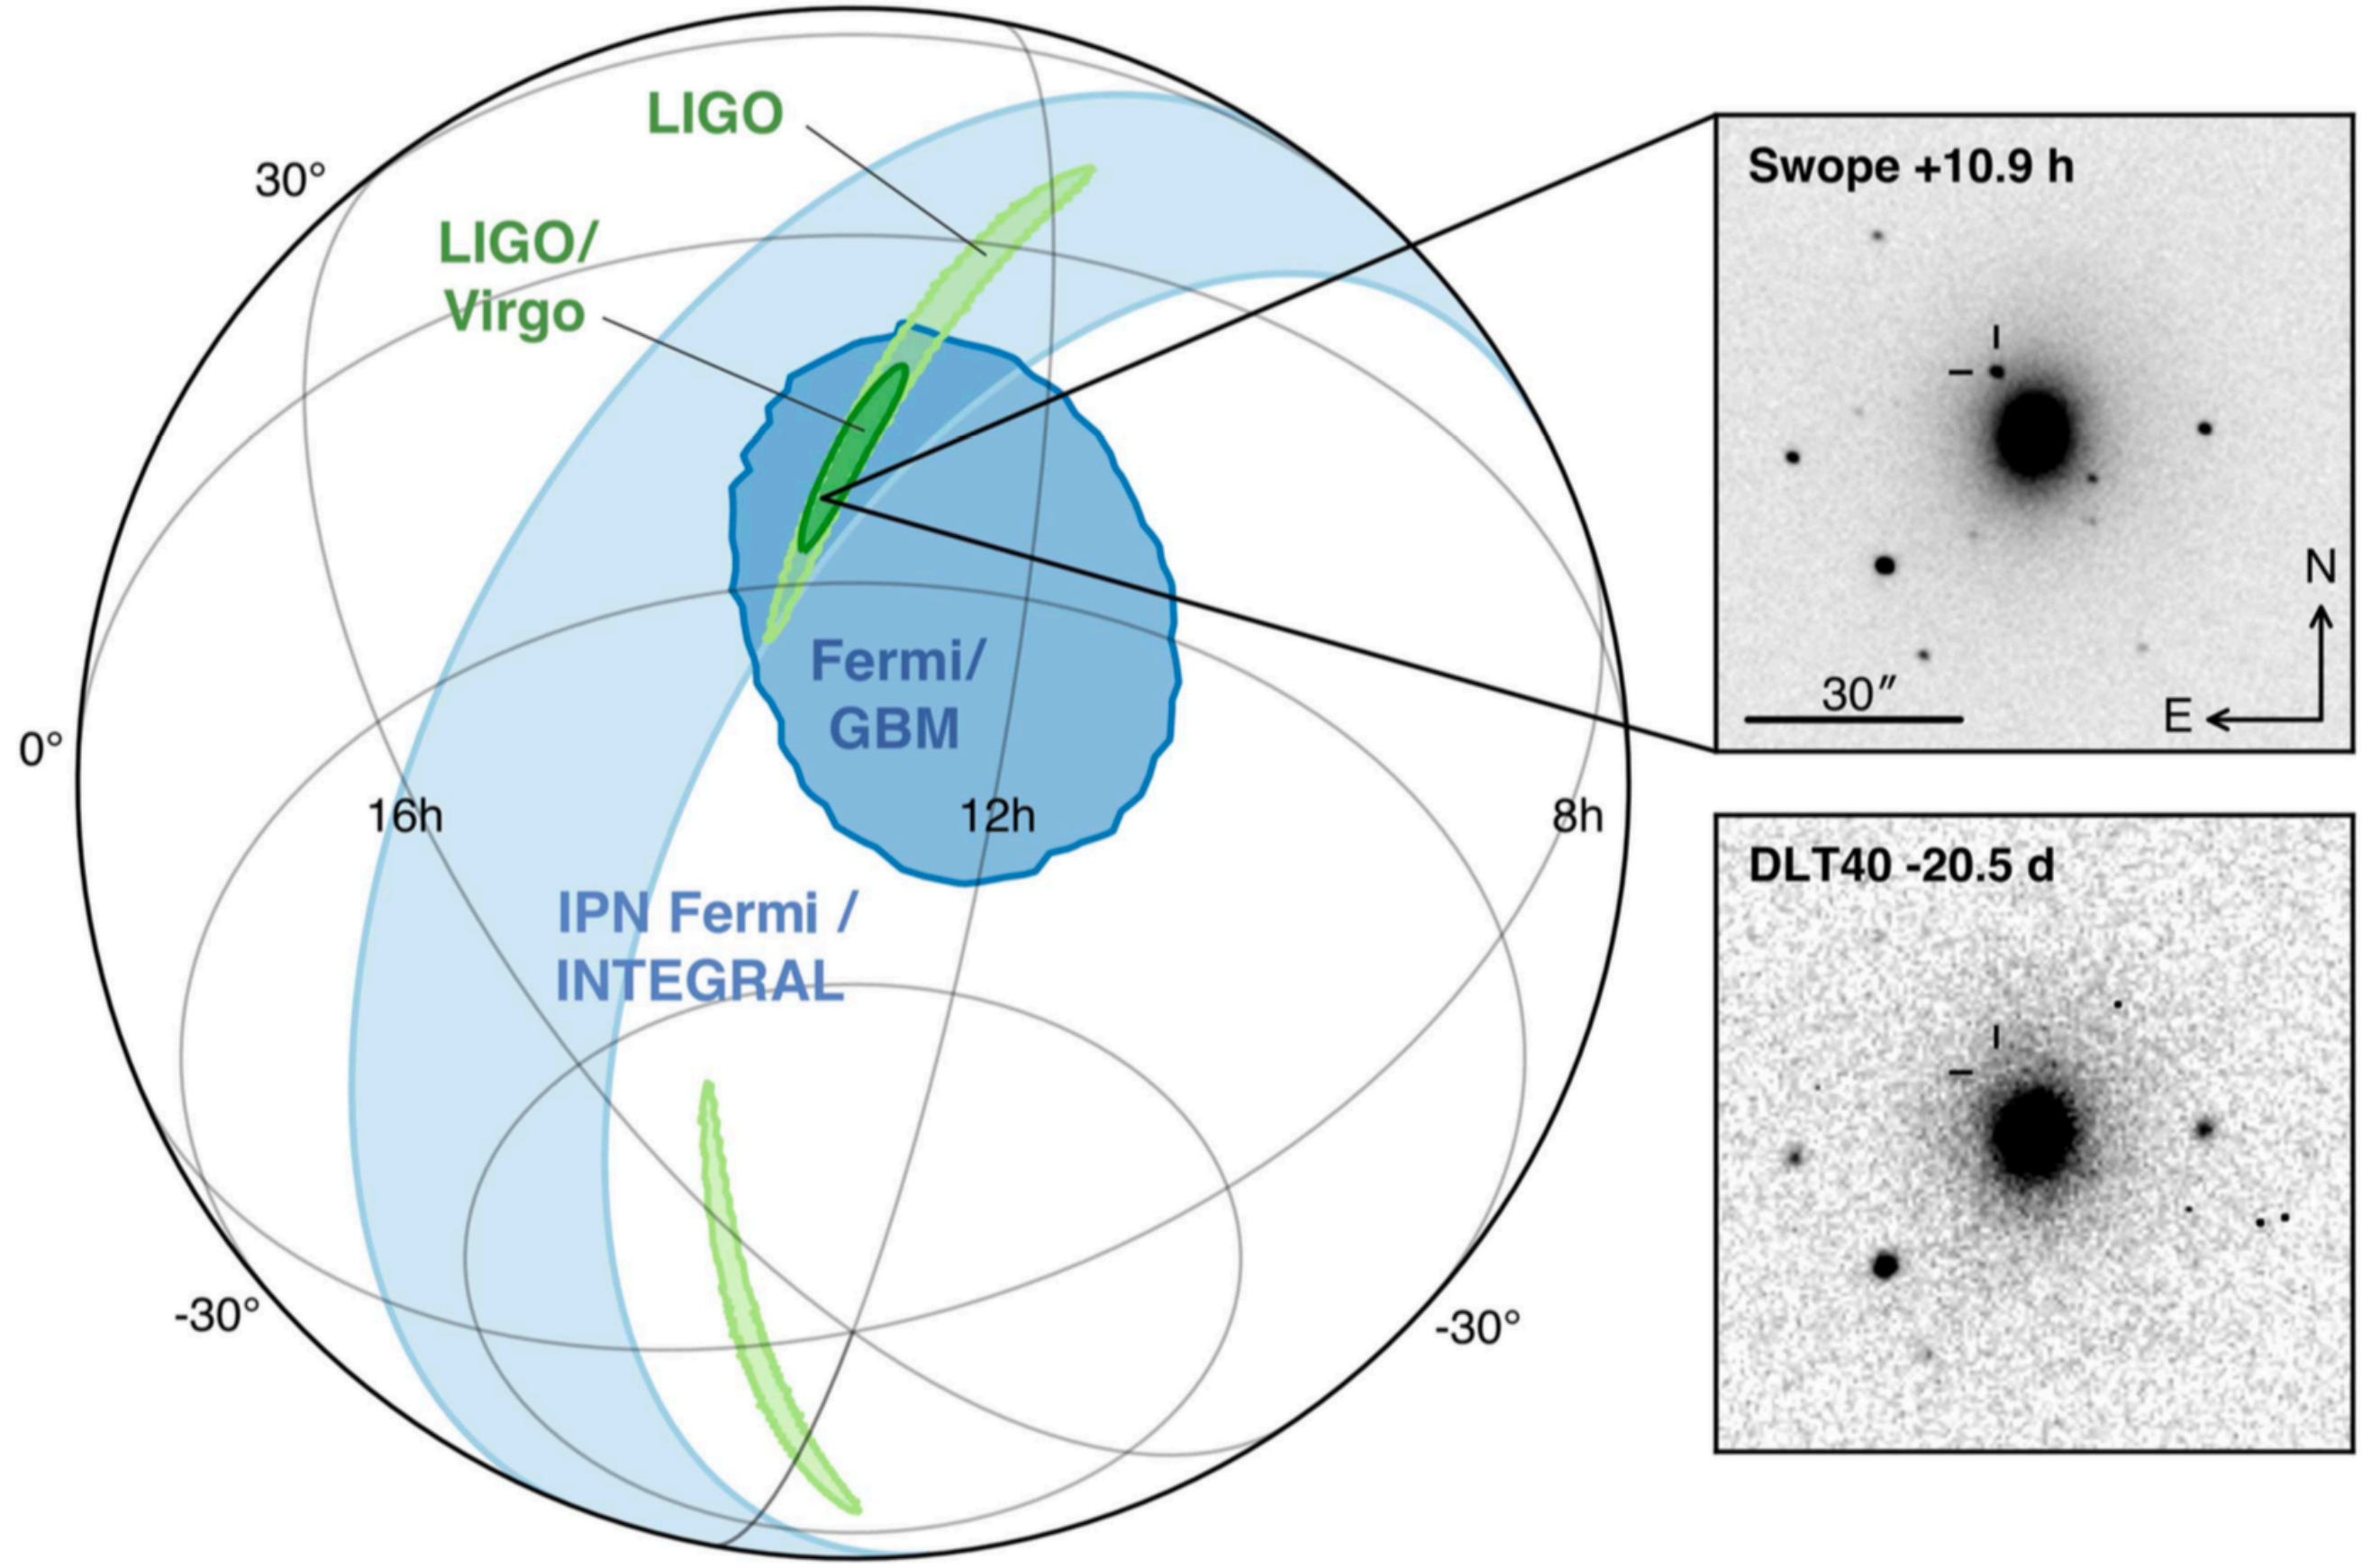 LIGO
LIGO/
Virgo
30°
0°
-30°
-30°
16h
12h
8h
Fermi/
GBM
IPN Fermi /
INTEGRAL
Swope +10.9 h
30″
N
E
DLT40 -20.5 d